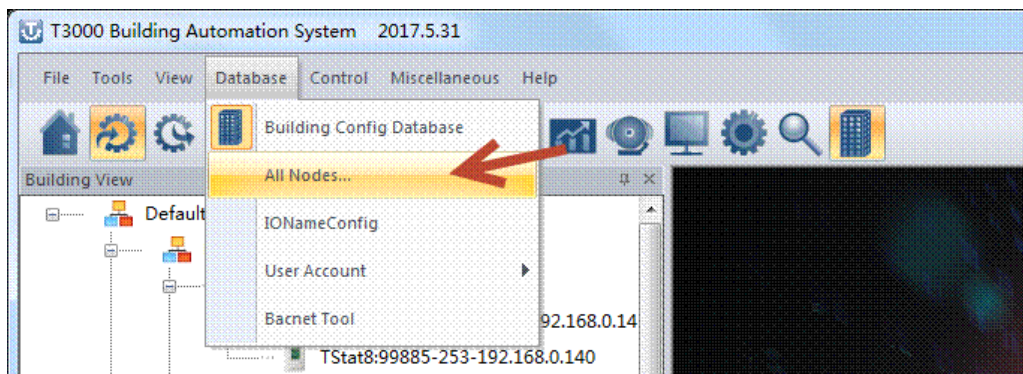 T3000 Building Automation System 2017.5.31
File Tools View Database Control Miscellaneous Help
Building Config Database
Building View
All Nodes...
Default
IONameConfig
User Account
Bacnet Tool
92.168.0.14
TStat8:99885-253-192.168.0.140